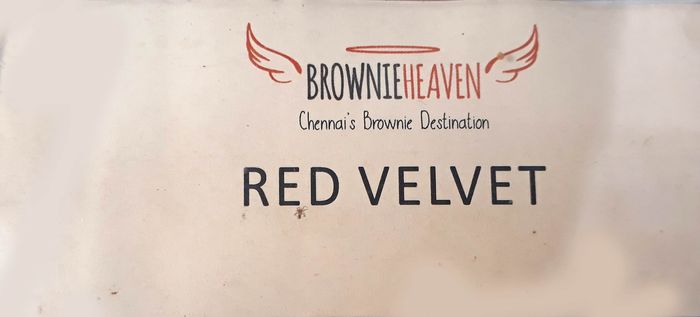 BROWNIEHEAVEN
Chennai's Brownie Destination
RED VELVET